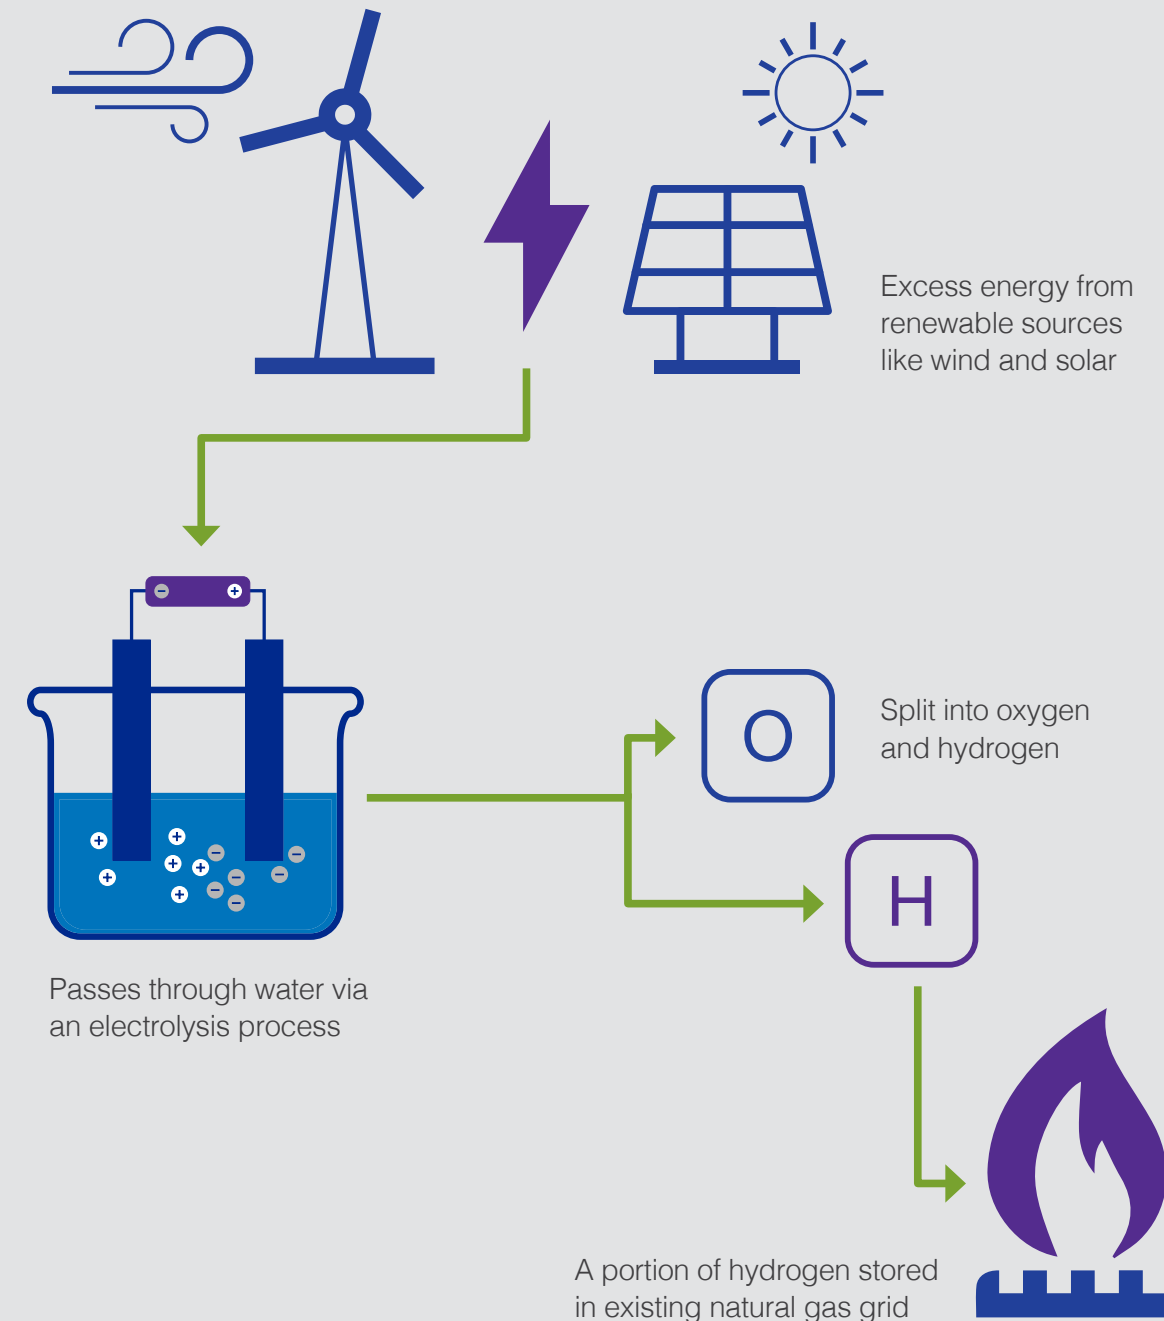 Excess energy from
renewable sources
like wind and solar
− +
O
Split into oxygen
and hydrogen
H
+ + + + + + − − − − − − −
Passes through water via
an electrolysis process
A portion of hydrogen stored
in existing natural gas grid